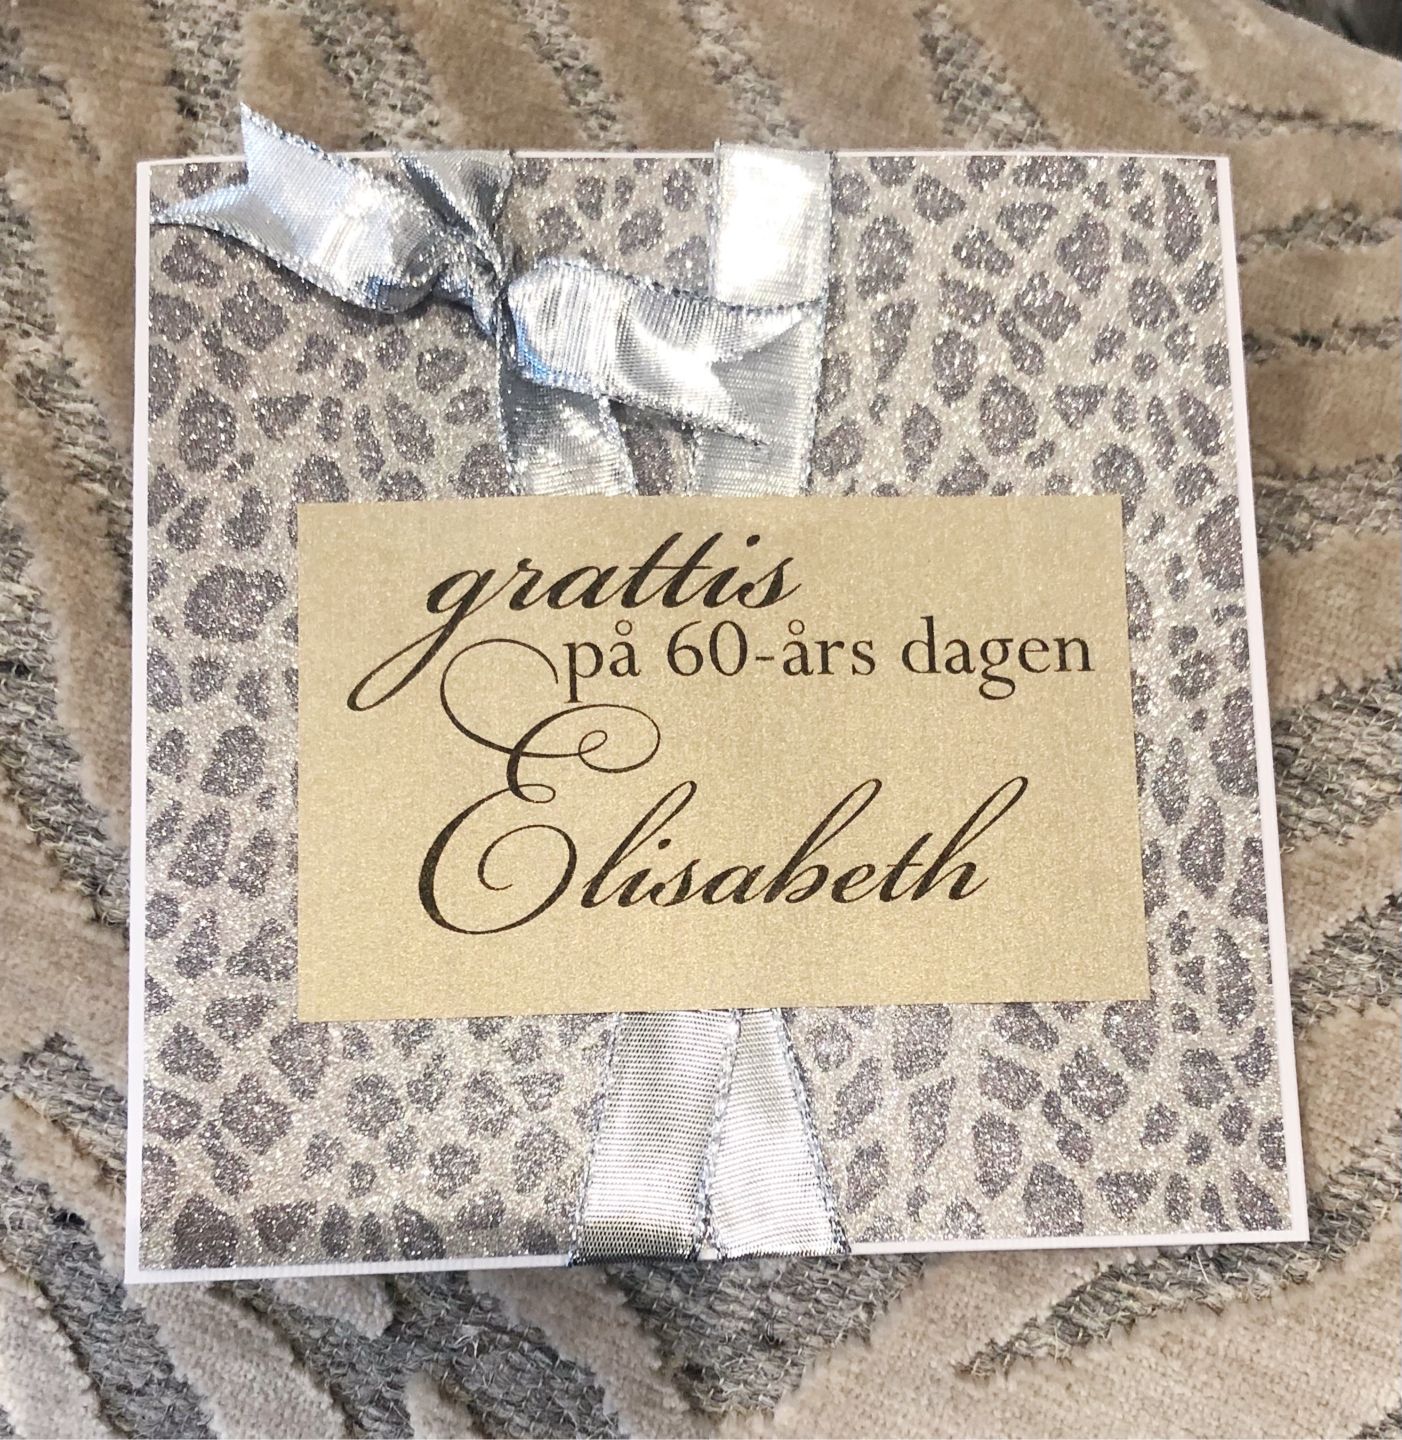 grattis
på 60-års dagen
Elisabeth